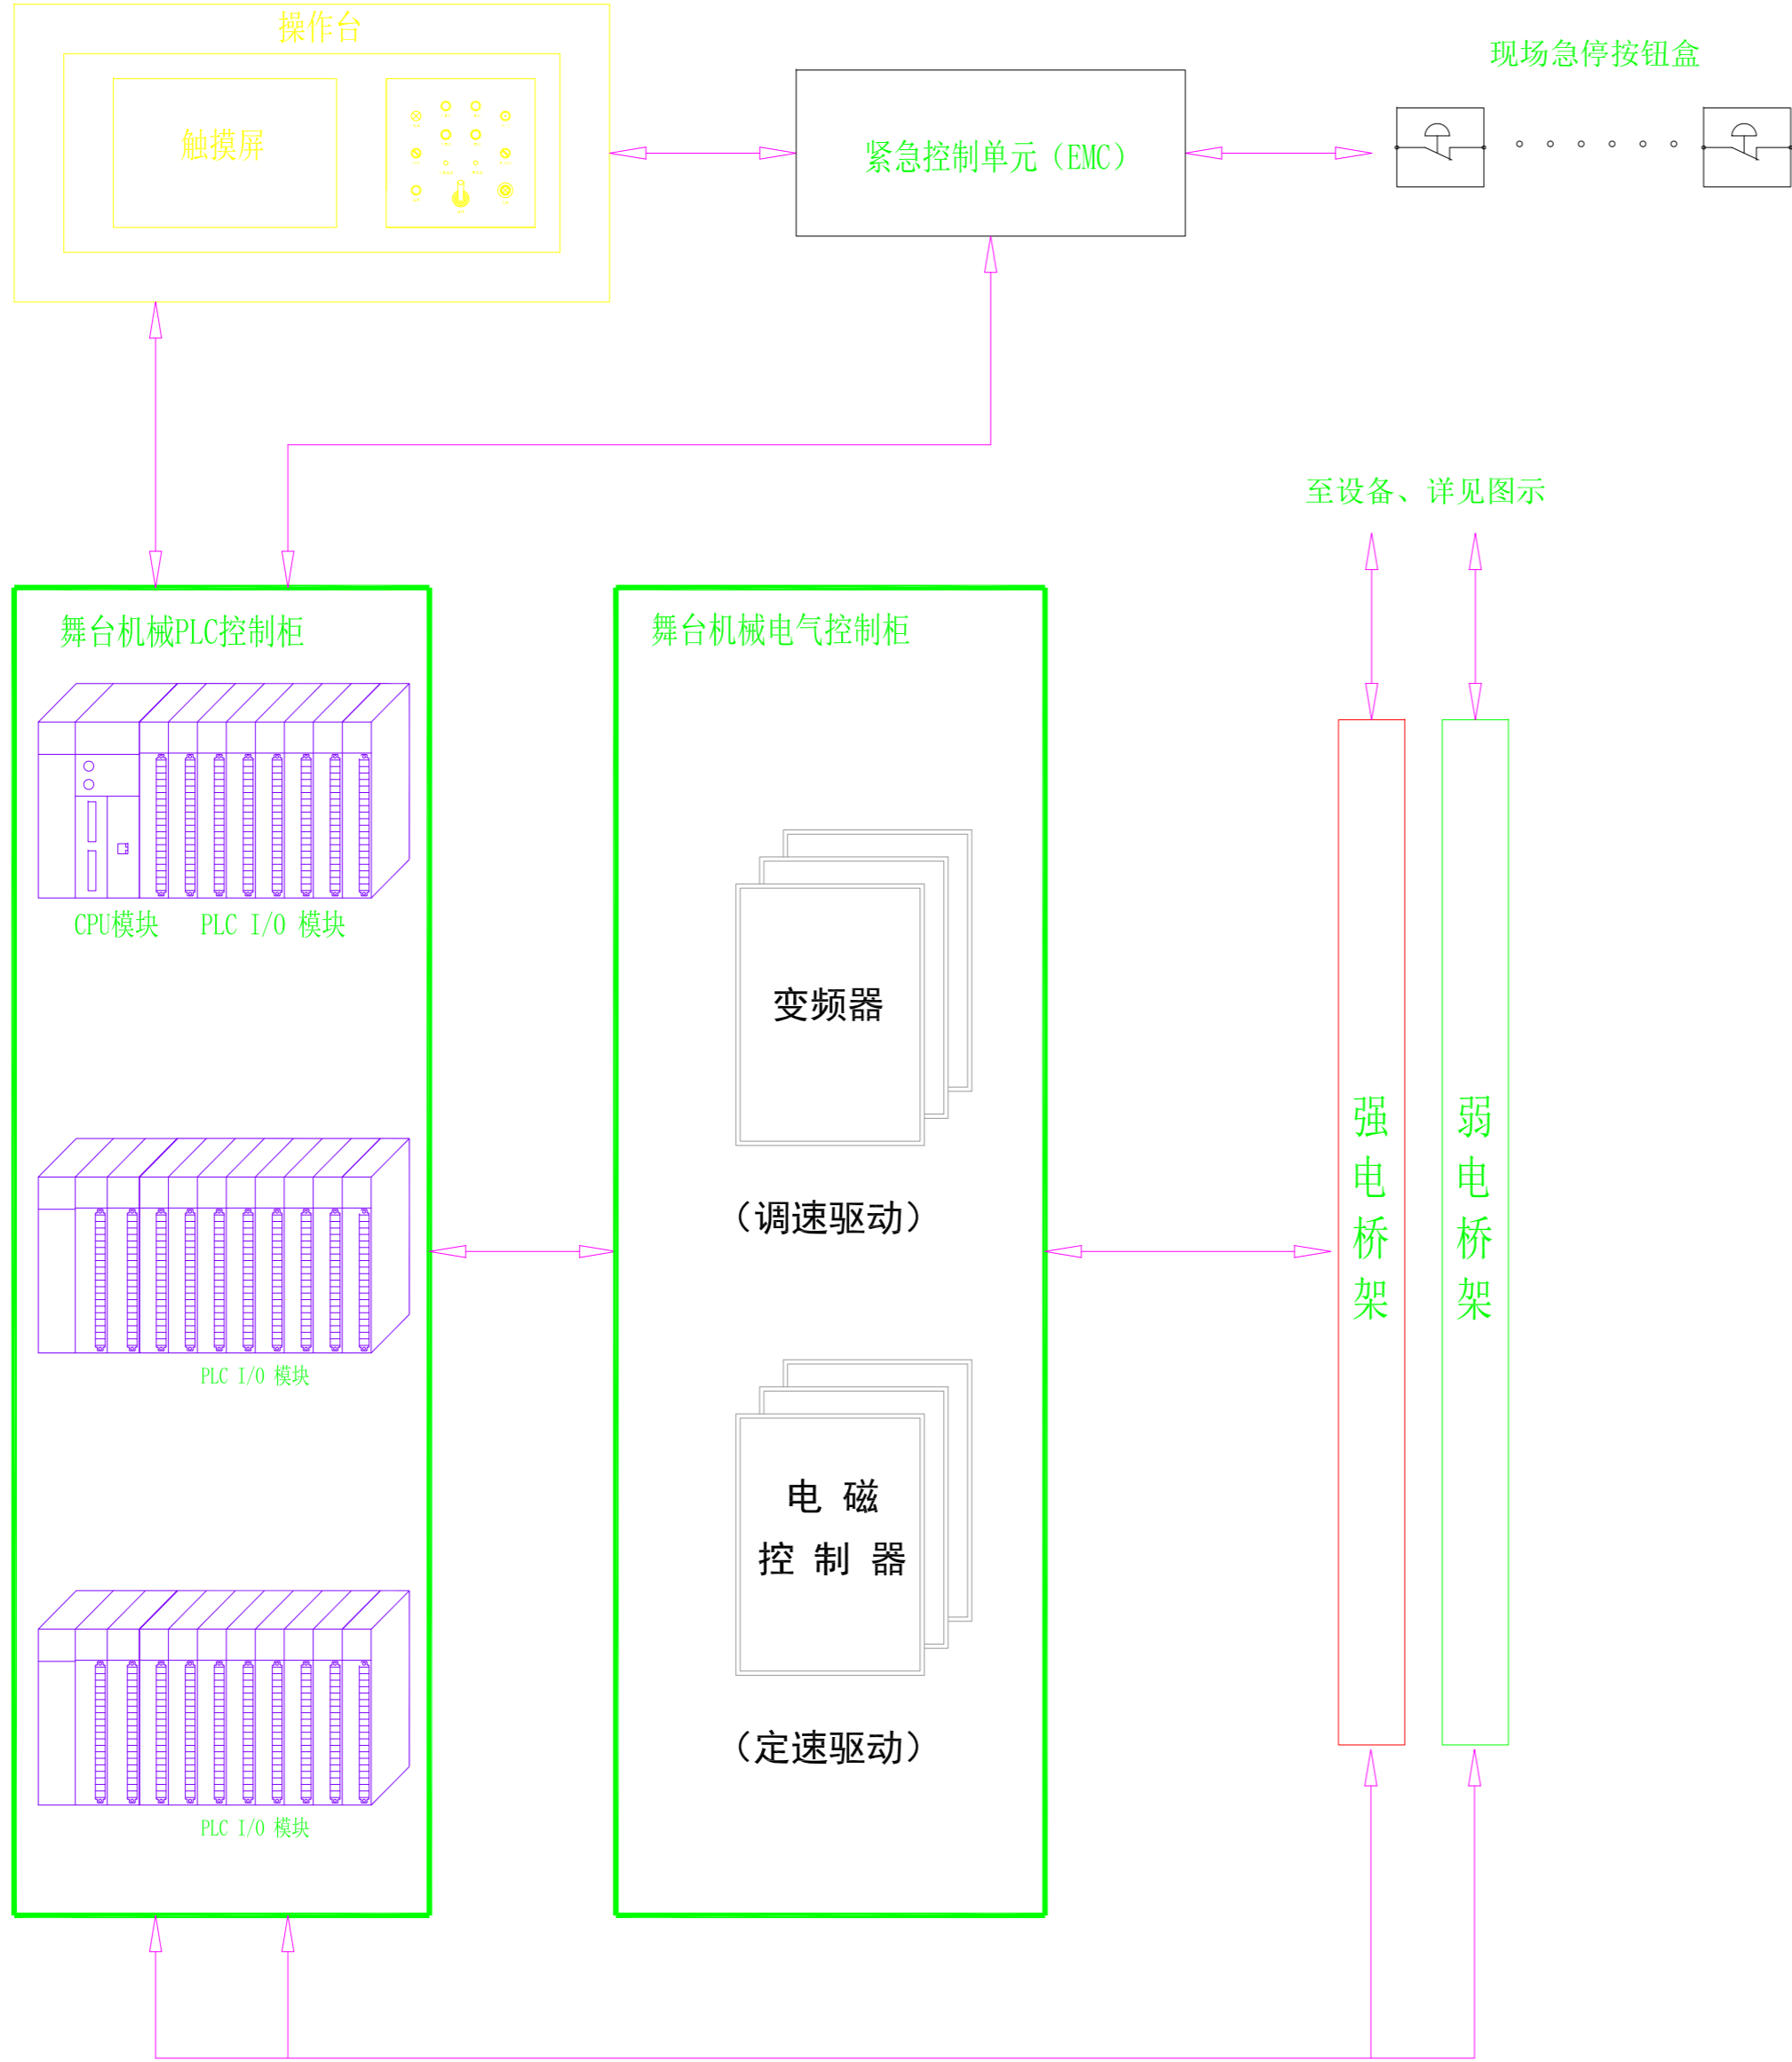 操作台
触摸屏
紧急控制单元（EMC）
现场急停按钮盒
至设备、详见图示
舞台机械PLC控制柜
CPU模块 PLC I/O 模块
PLC I/O 模块
PLC I/O 模块
舞台机械电气控制柜
变频器
（调速驱动）
电 磁
控 制 器
（定速驱动）
强
电
桥
架
弱
电
桥
架